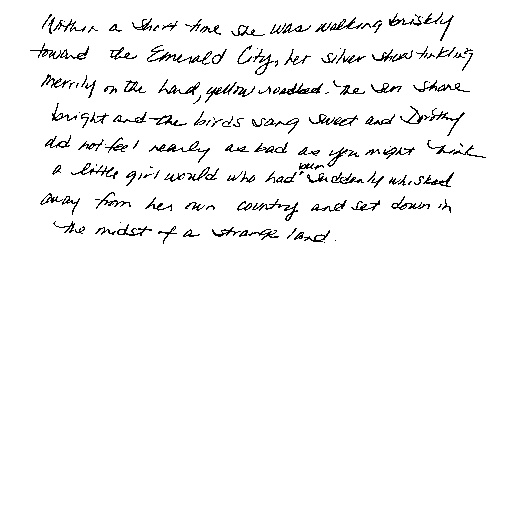 Within a short time she was walking briskly
toward the Emerald City, her silver shoes tinkling
merrily on the hard, yellow roadbed. The sun shone
bright and the birds sang sweet and Dorothy
did not feel nearly as bad as you might think
a little girl would who had been suddenly whisked
away from her own country and set down in
the midst of a strange land.